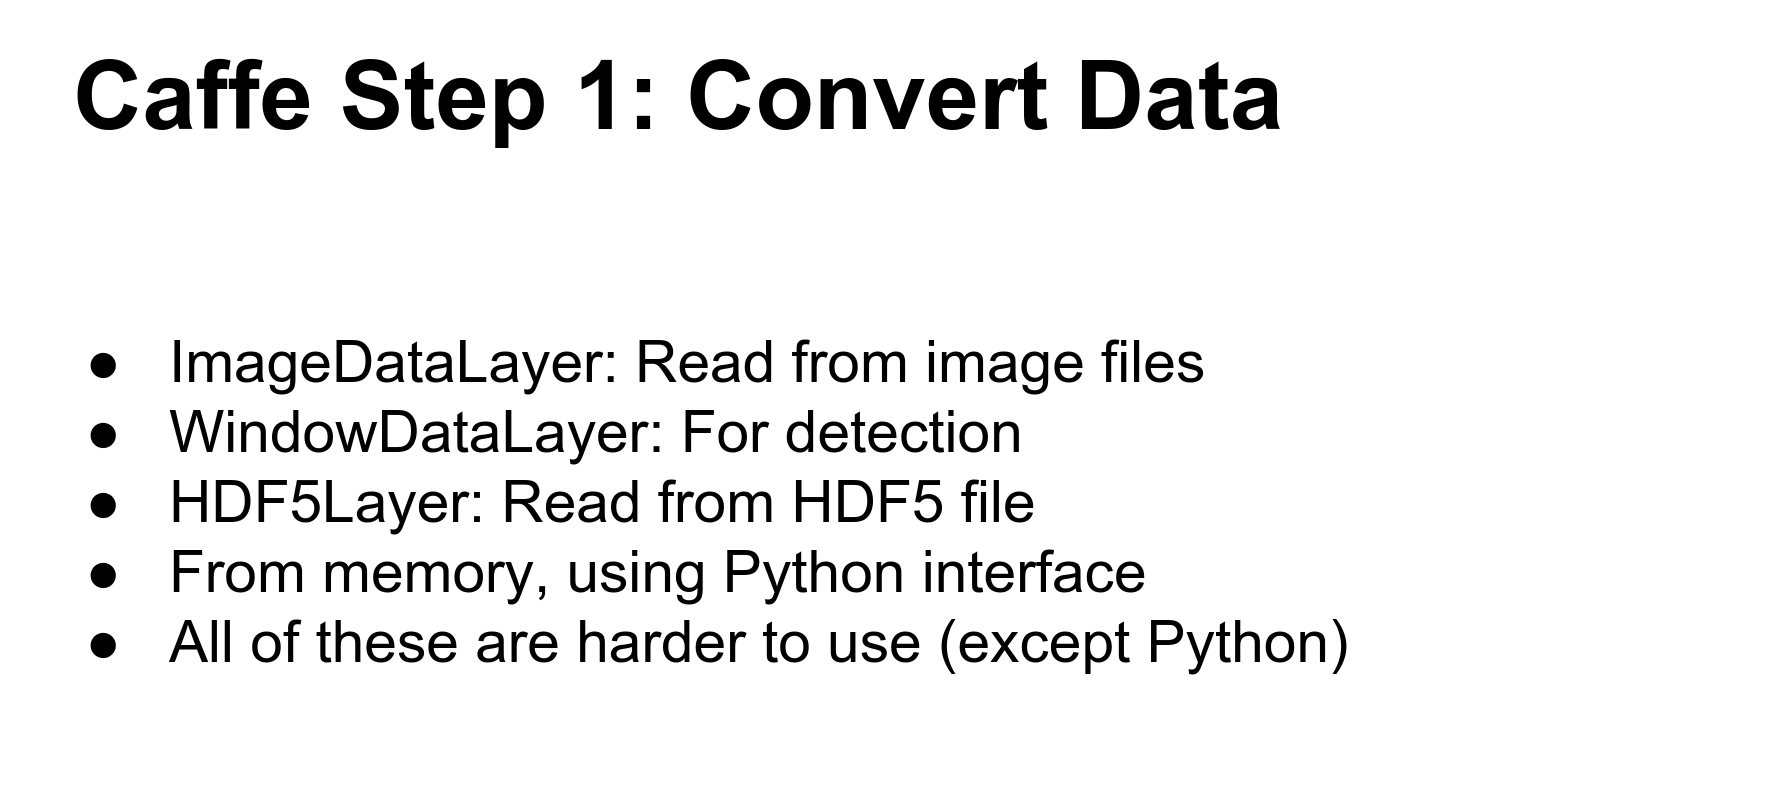 Caffe Step 1: Convert Data
● ImageDataLayer: Read from image files
● WindowDataLayer: For detection
● HDF5Layer: Read from HDF5 file
● From memory, using Python interface
● All of these are harder to use (except Python)